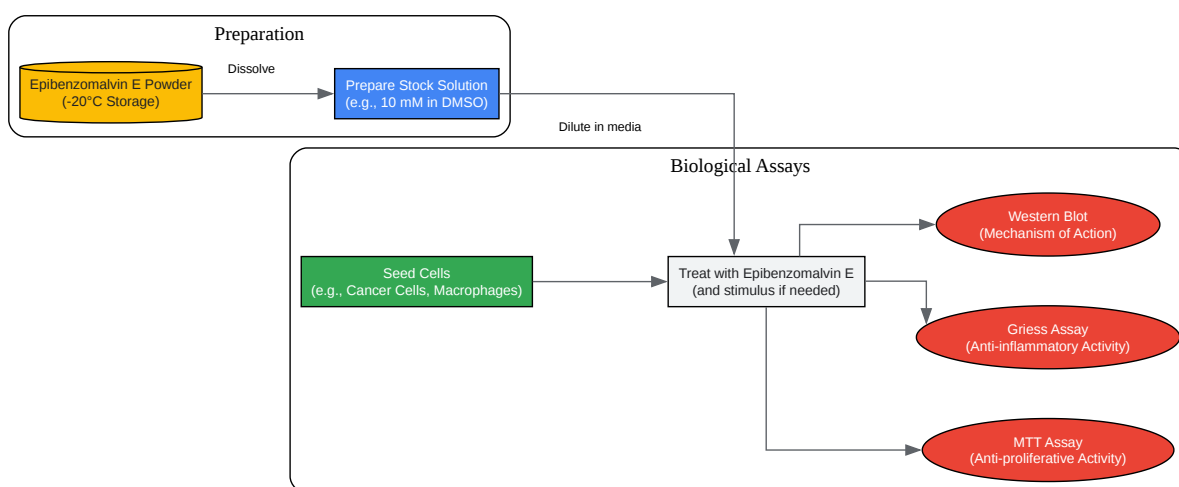 Preparation
Epibenzomalvin E Powder
(-20°C Storage)
Dissolve
Prepare Stock Solution
(e.g., 10 mM in DMSO)
Dilute in media
Biological Assays
Seed Cells
(e.g., Cancer Cells, Macrophages)
Treat with Epibenzomalvin E
(and stimulus if needed)
Western Blot
(Mechanism of Action)
Griess Assay
(Anti-inflammatory Activity)
MTT Assay
(Anti-proliferative Activity)